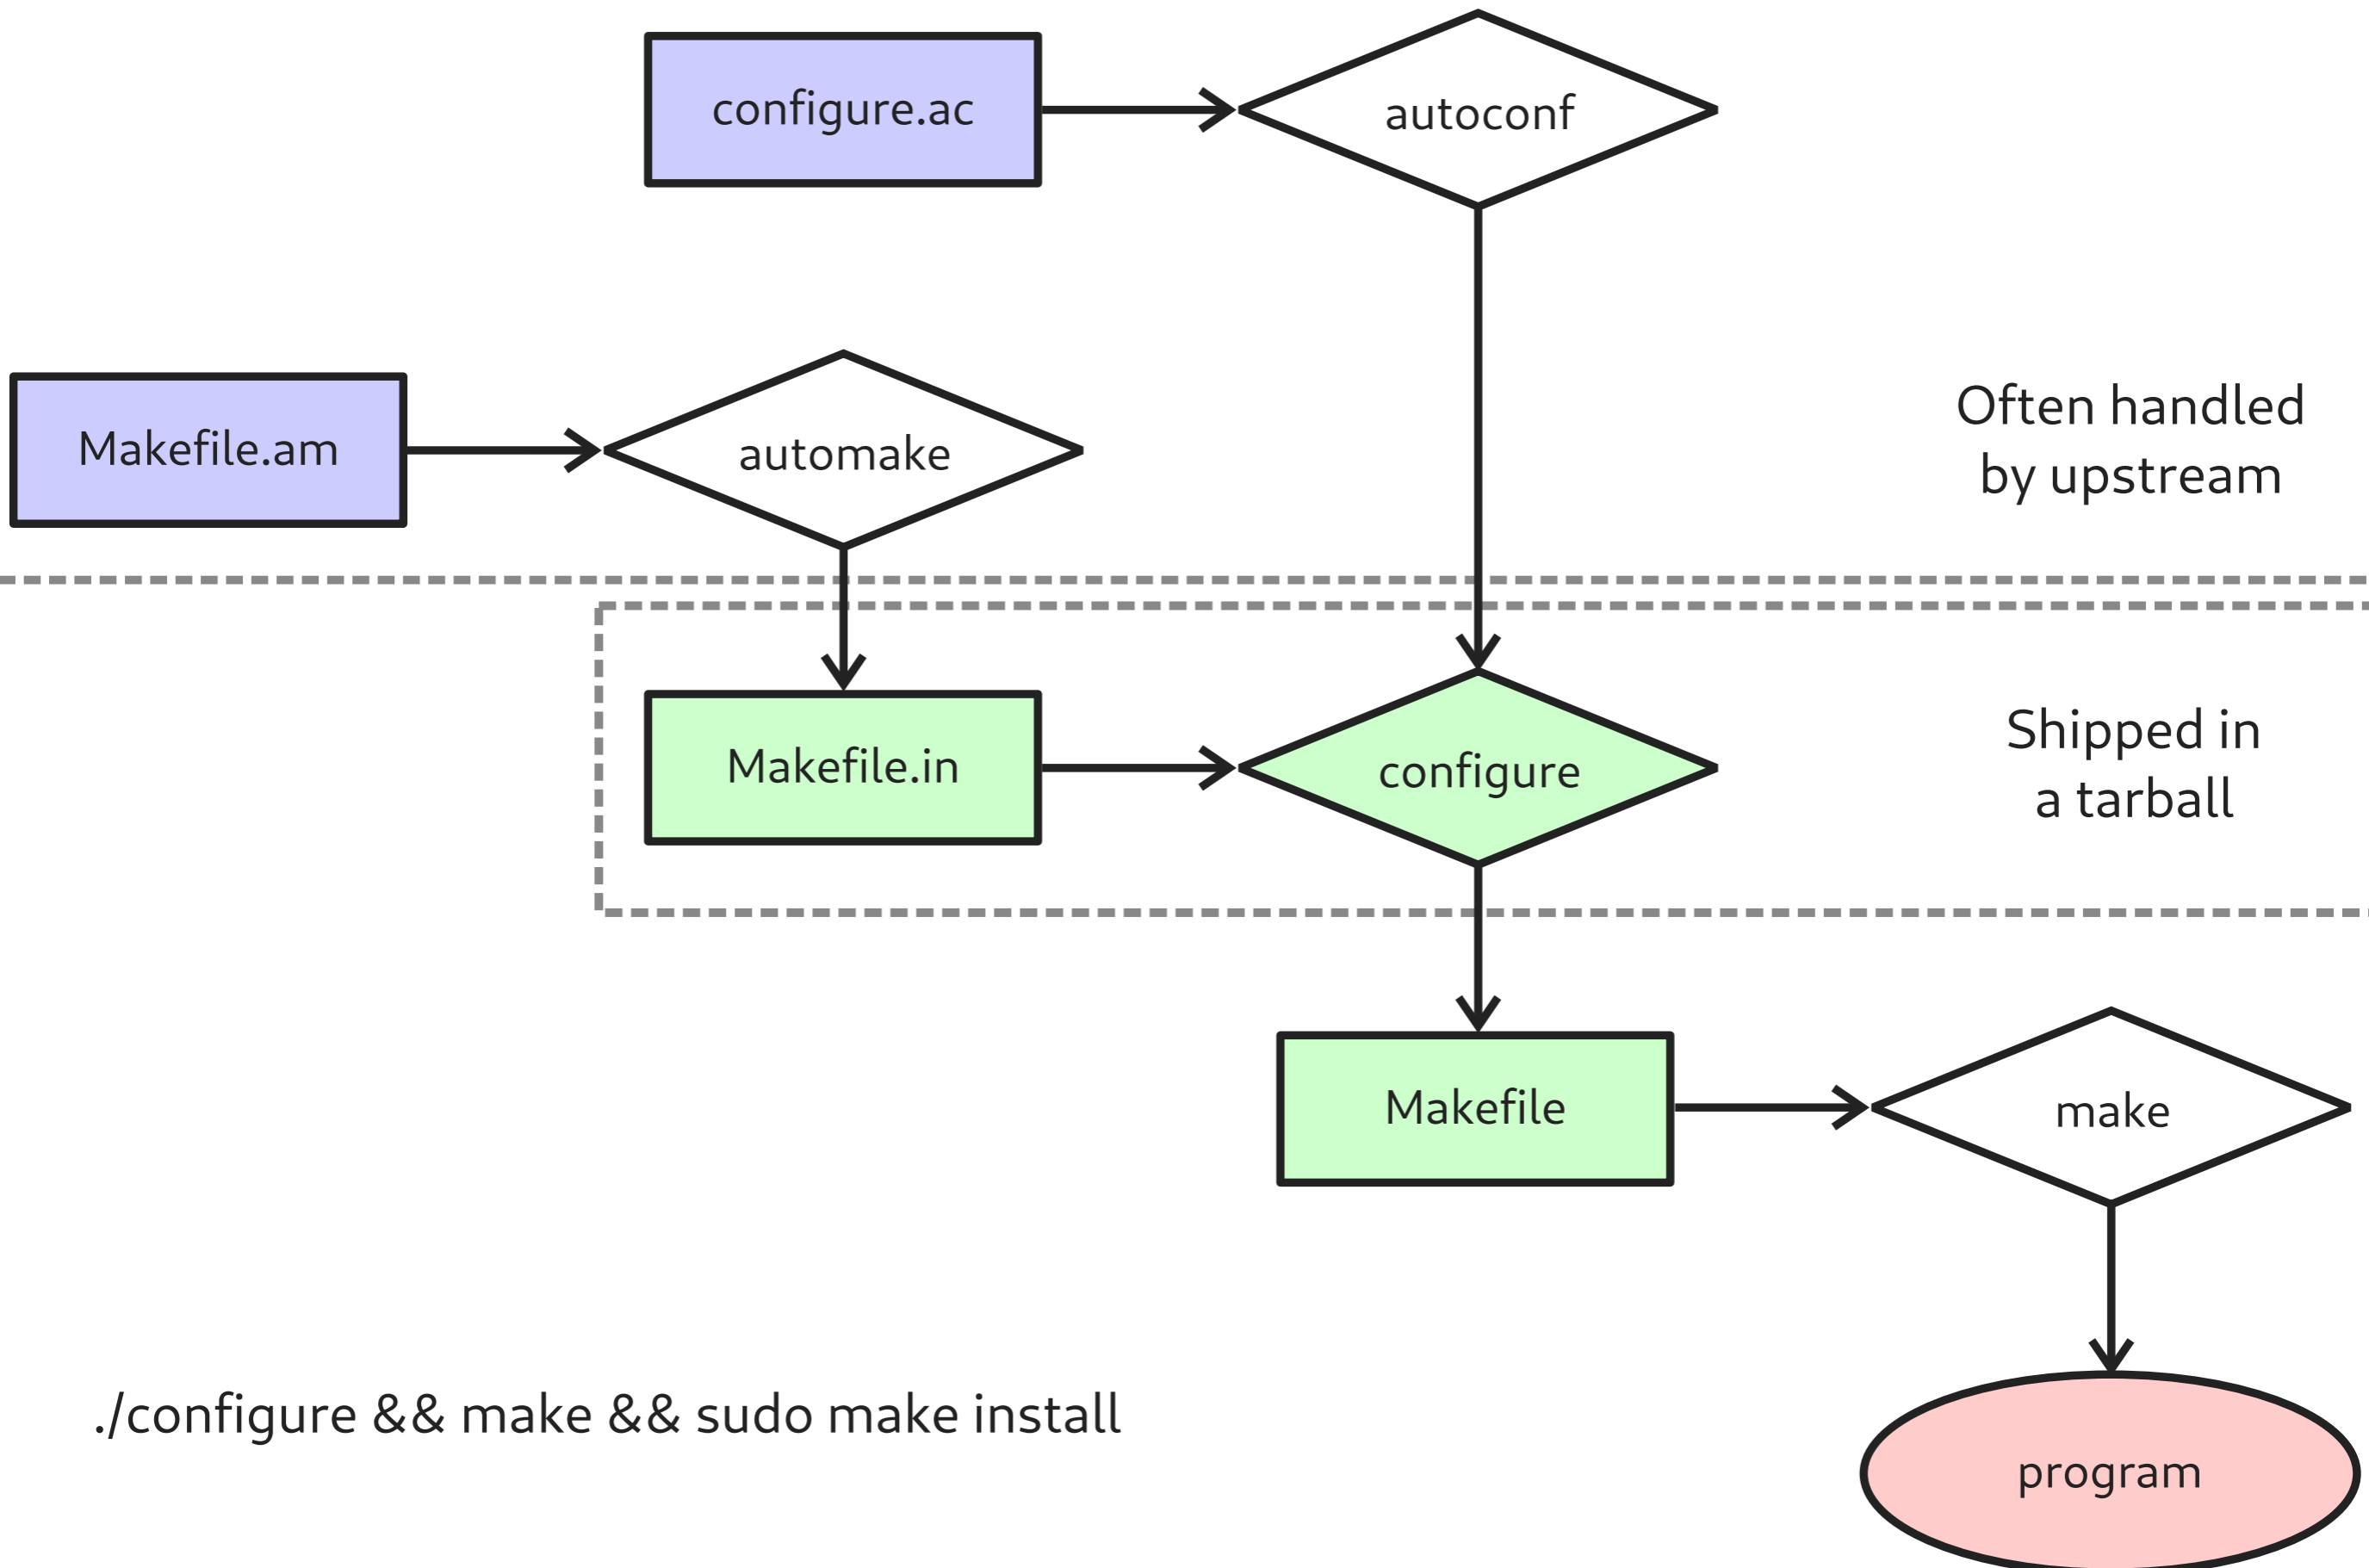 configure.ac
autoconf
Makefile.am
automake
Often handled
by upstream
Makefile.in
configure
Shipped in
a tarball
Makefile
make
./configure && make && sudo make install
program